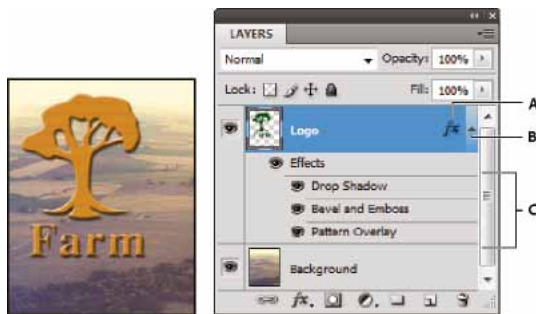 LAYERS
Normal Opacity: 100%
Lock: Fill: 100%
Logo fx
Effects
Drop Shadow
Bevel and Emboss
Pattern Overlay
Background
fx.
A
B
C
Farm